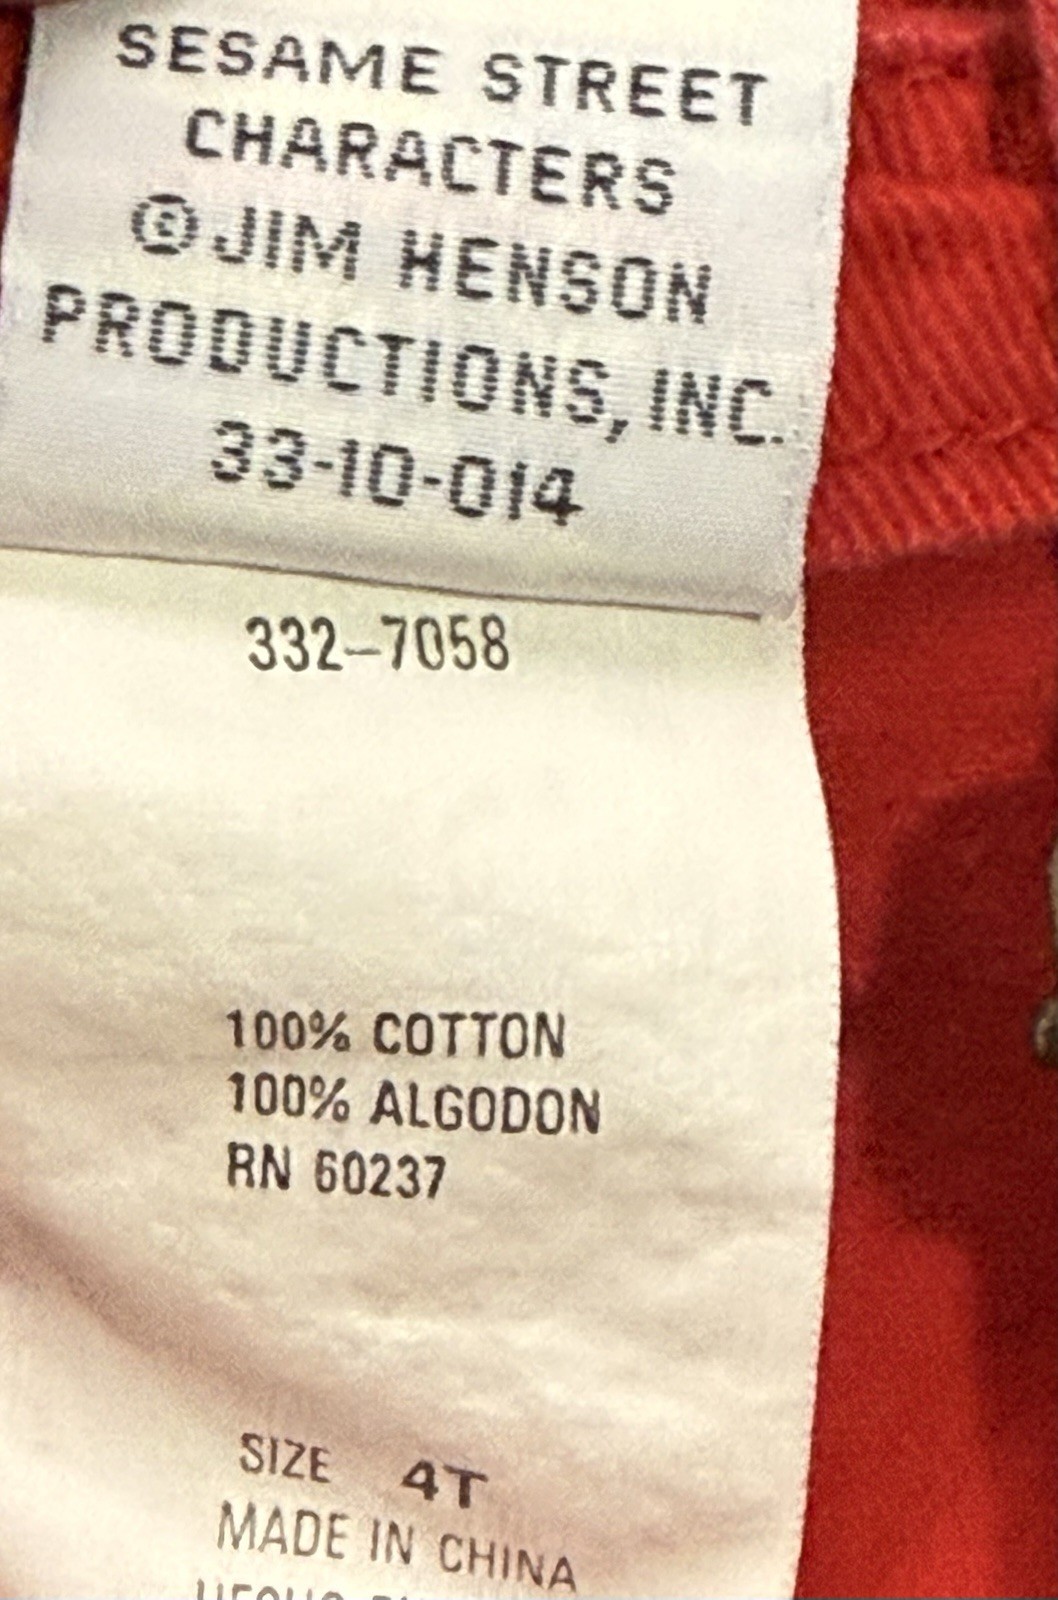 SESAME STREET
CHARACTERS
© JIM HENSON
PRODUCTIONS, INC.
33-10-014
332-7058
100% COTTON
100% ALGODON
RN 60237
SIZE 4T
MADE IN CHINA